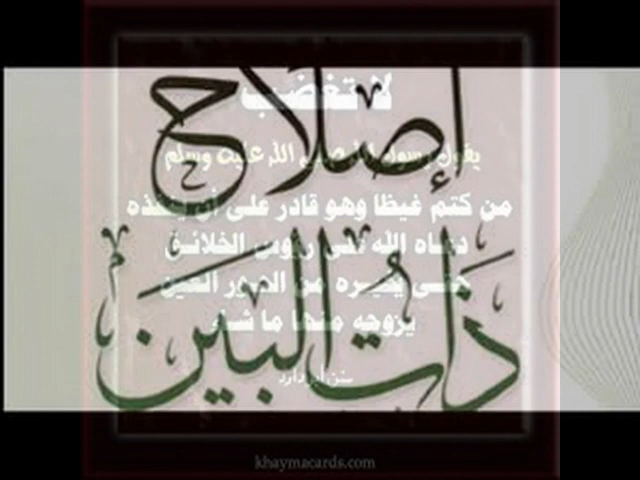 إصلاح
ذات البين
لا تغضب
يقول رسول الله صلى الله عليه وسلم
من كتم غيظا وهو قادر على أن ينفذه
دعاه الله على رؤوس الخلائق
حتى يخيره من الحور العين
يزوجه منها ما شاء
سنن أبي داود
khaymacards.com